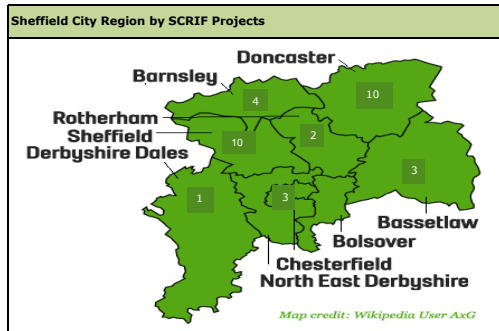 Sheffield City Region by SCRIF Projects
Doncaster
Barnsley
4
10
Rotherham
Sheffield
10
2
Derbyshire Dales
3
1
3
Bassetlaw
Bolsover
Chesterfield
North East Derbyshire
Map credit: Wikipedia User AxG